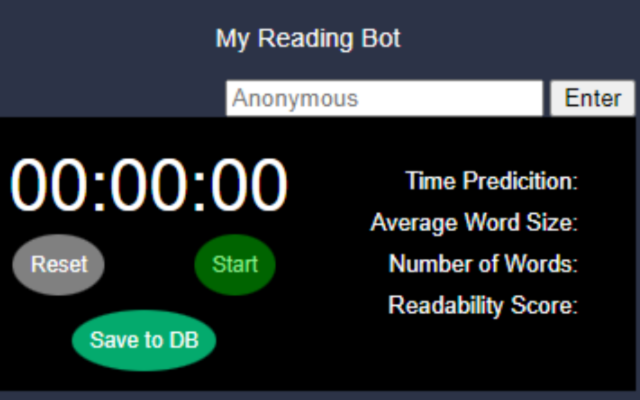 My Reading Bot
Anonymous Enter
00:00:00
Reset Start
Save to DB
Time Predicition:
Average Word Size:
Number of Words:
Readability Score: